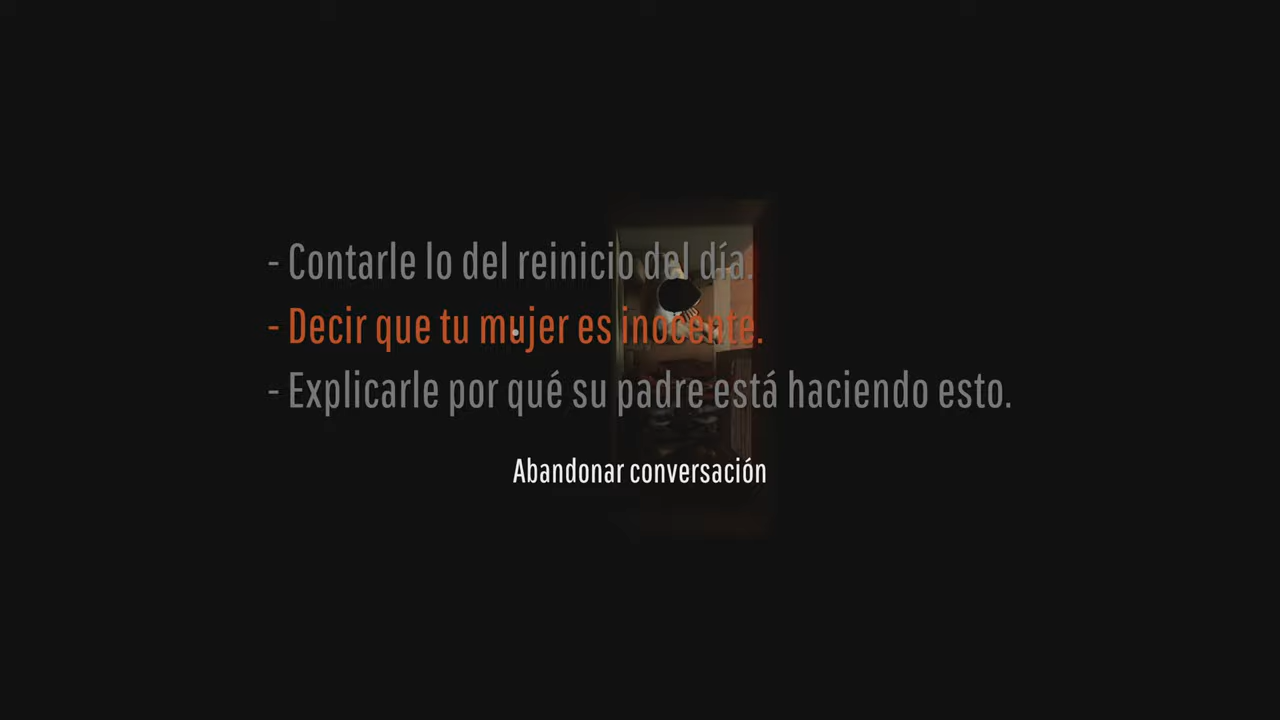 - Contarle lo del reinicio del día.
- Decir que tu mujer es inocente.
- Explicarle por qué su padre está haciendo esto.
Abandonar conversación